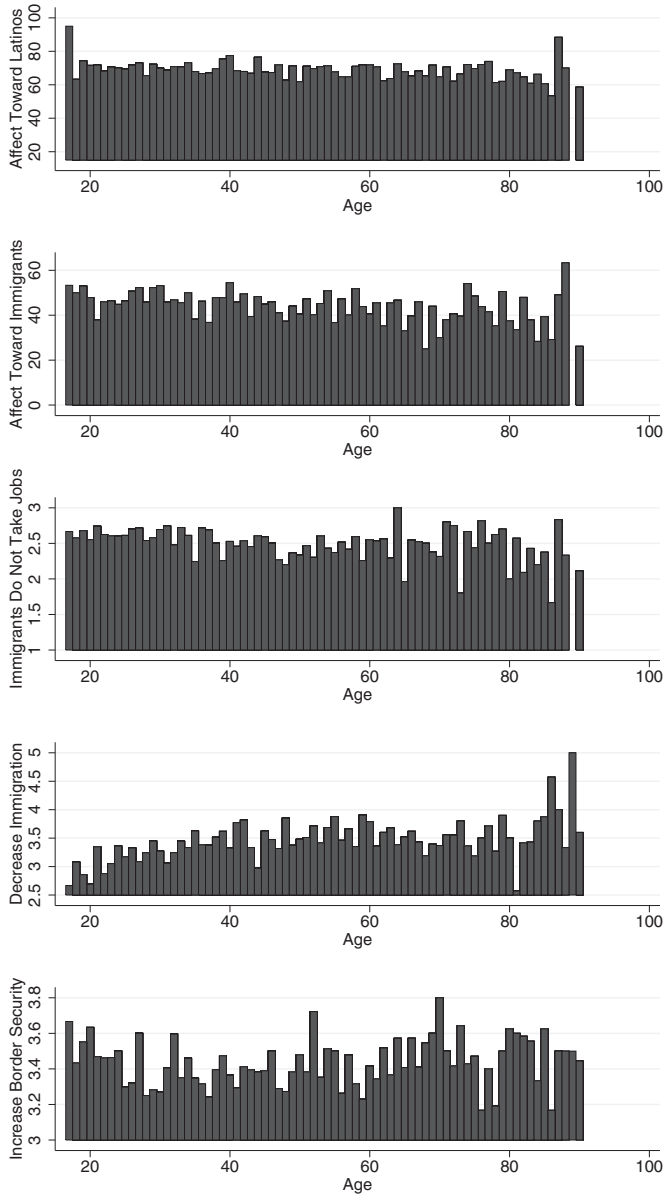 Affect Toward Latinos
100
80
60
40
20
20 40 60 80 100
Age
Affect Toward Immigrants
60
40
20
0
20 40 60 80 100
Age
Immigrants Do Not Take Jobs
3
2.5
2
1.5
1
20 40 60 80 100
Age
Decrease Immigration
5
4.5
4
3.5
3
2.5
20 40 60 80 100
Age
Increase Border Security
3.8
3.6
3.4
3.2
3
20 40 60 80 100
Age